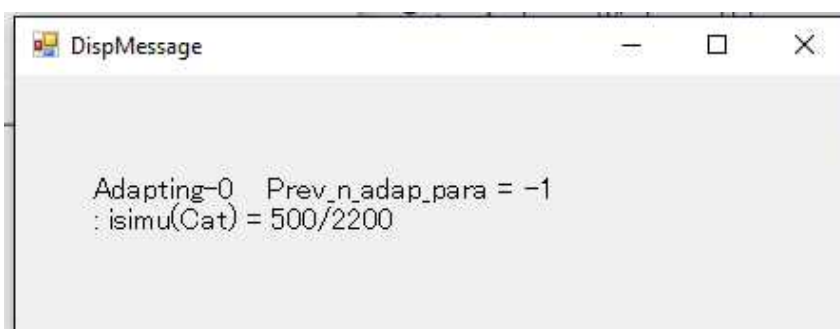 DispMessage
Adapting-0 Prev_n_adap_para = -1
: isimu(Cat) = 500/2200